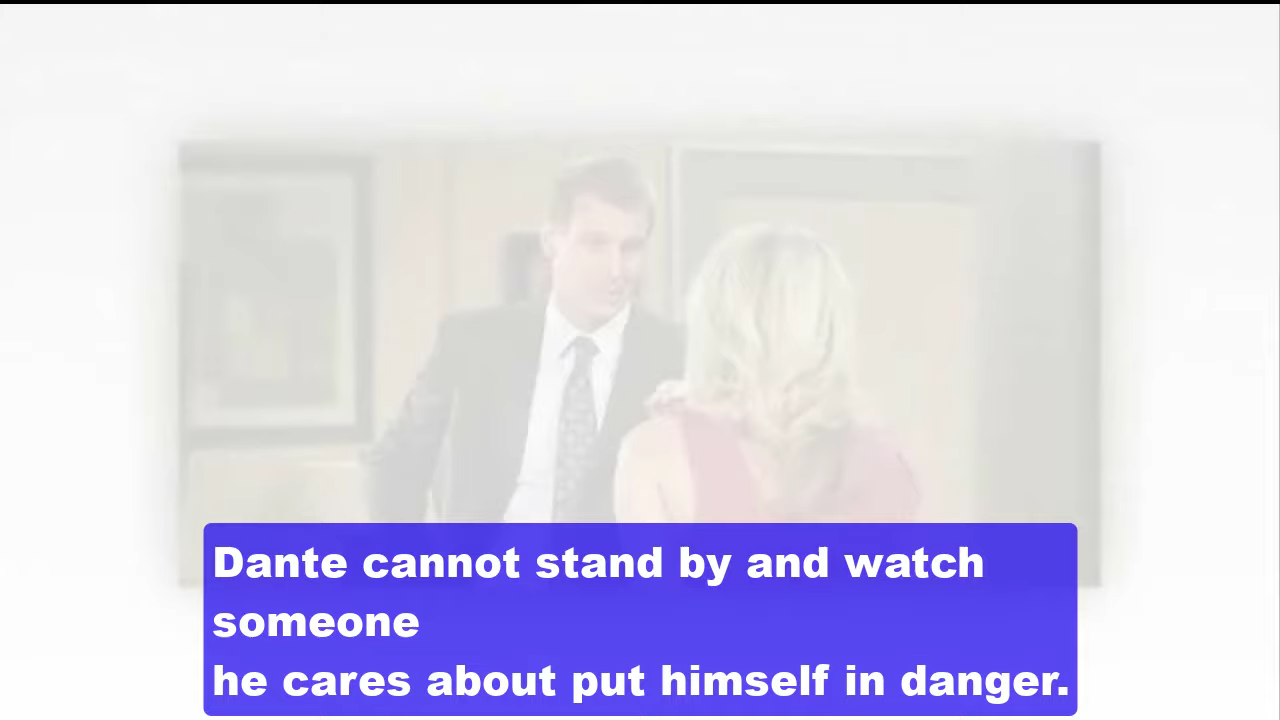 Dante cannot stand by and watch
someone
he cares about put himself in danger.